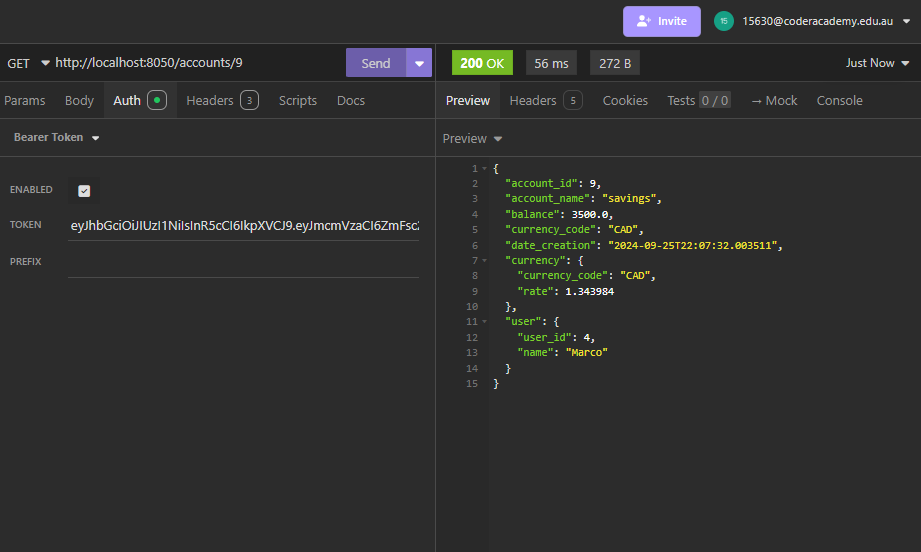 Invite 15 15630@coderacademy.edu.au
GET http://localhost:8050/accounts/9 Send
200 OK 56 ms 272 B Just Now
Params Body Auth Headers 3 Scripts Docs
Preview Headers 5 Cookies Tests 0 / 0 → Mock Console
Bearer Token
Preview
ENABLED
TOKEN
PREFIX
1 {
2 "account_id": 9,
3 "account_name": "savings",
4 "balance": 3500.0,
5 "currency_code": "CAD",
6 "date_creation": "2024-09-25T22:07:32.003511",
7 "currency": {
8 "currency_code": "CAD",
9 "rate": 1.343984
10 },
11 "user": {
12 "user_id": 4,
13 "name": "Marco"
14 }
15 }